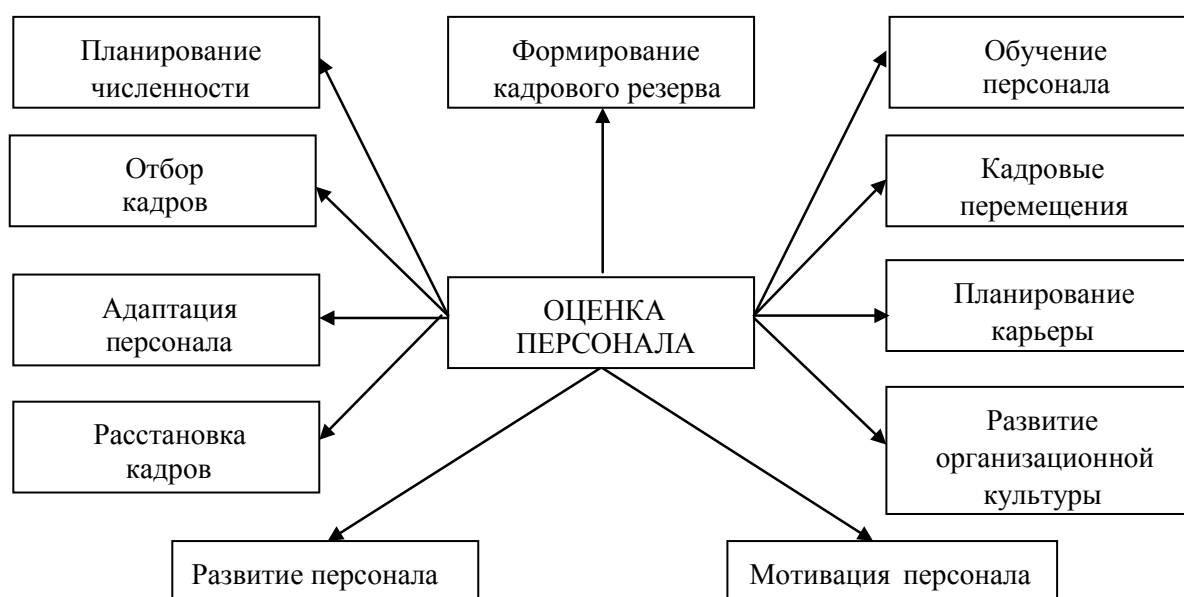 Планирование
численности
Формирование
кадрового резерва
Обучение
персонала
Отбор
кадров
Кадровые
перемещения
Адаптация
персонала
ОЦЕНКА
ПЕРСОНАЛА
Планирование
карьеры
Расстановка
кадров
Развитие
организационной
культуры
Развитие персонала
Мотивация персонала